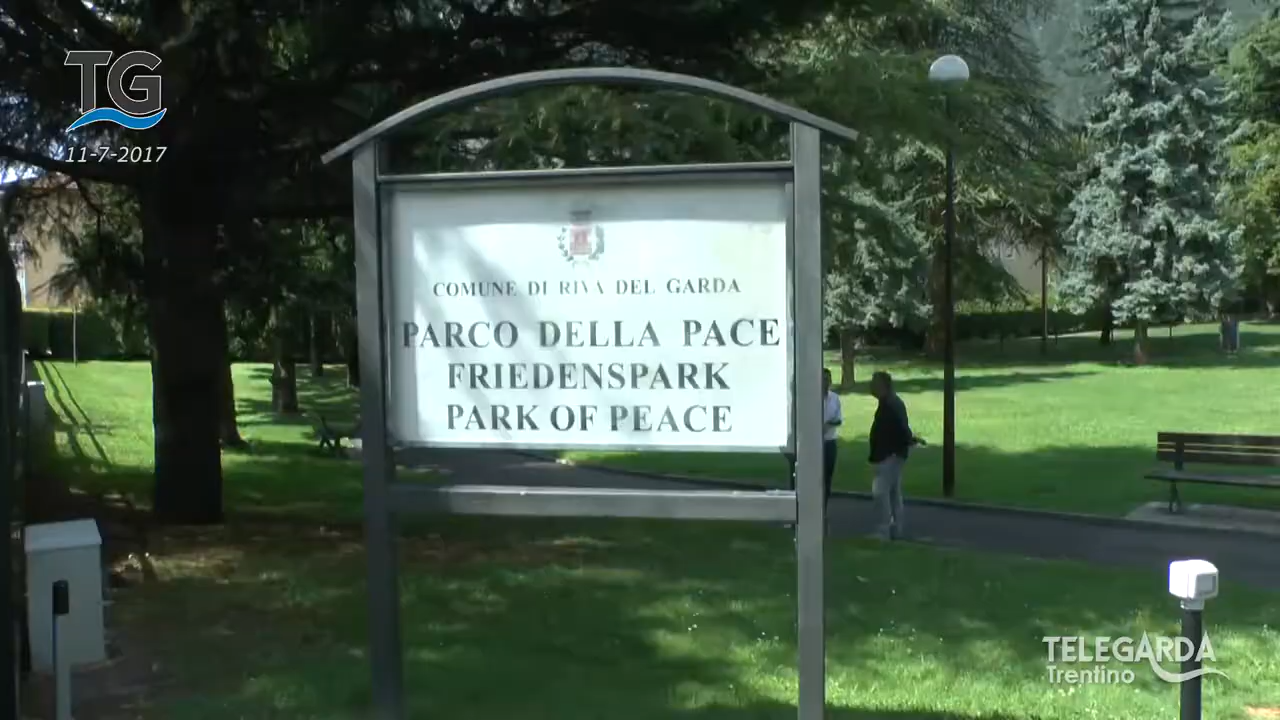 TG
11-7-2017
COMUNE DI RIVA DEL GARDA
PARCO DELLA PACE
FRIEDENSPARK
PARK OF PEACE
TELEGARDA
Trentino